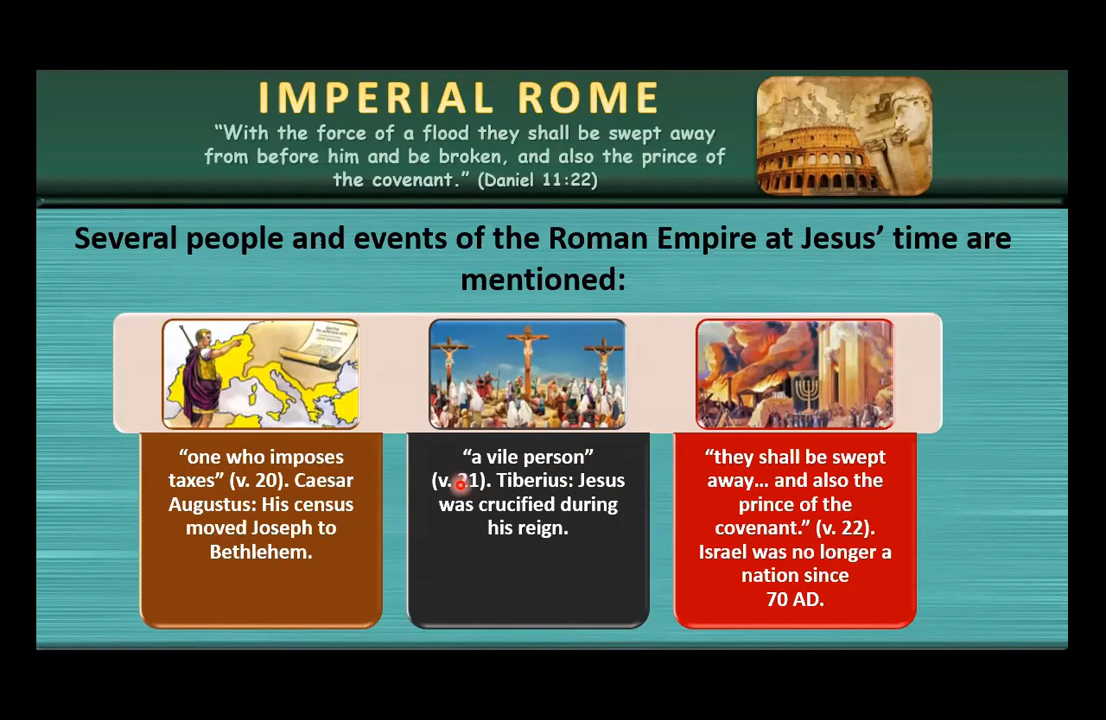 IMPERIAL ROME
“With the force of a flood they shall be swept away
from before him and be broken, and also the prince of
the covenant.” (Daniel 11:22)
Several people and events of the Roman Empire at Jesus’ time are
mentioned:
“one who imposes
taxes” (v. 20). Caesar
Augustus: His census
moved Joseph to
Bethlehem.
“a vile person”
(v. 21). Tiberius: Jesus
was crucified during
his reign.
“they shall be swept
away… and also the
prince of the
covenant.” (v. 22).
Israel was no longer a
nation since
70 AD.